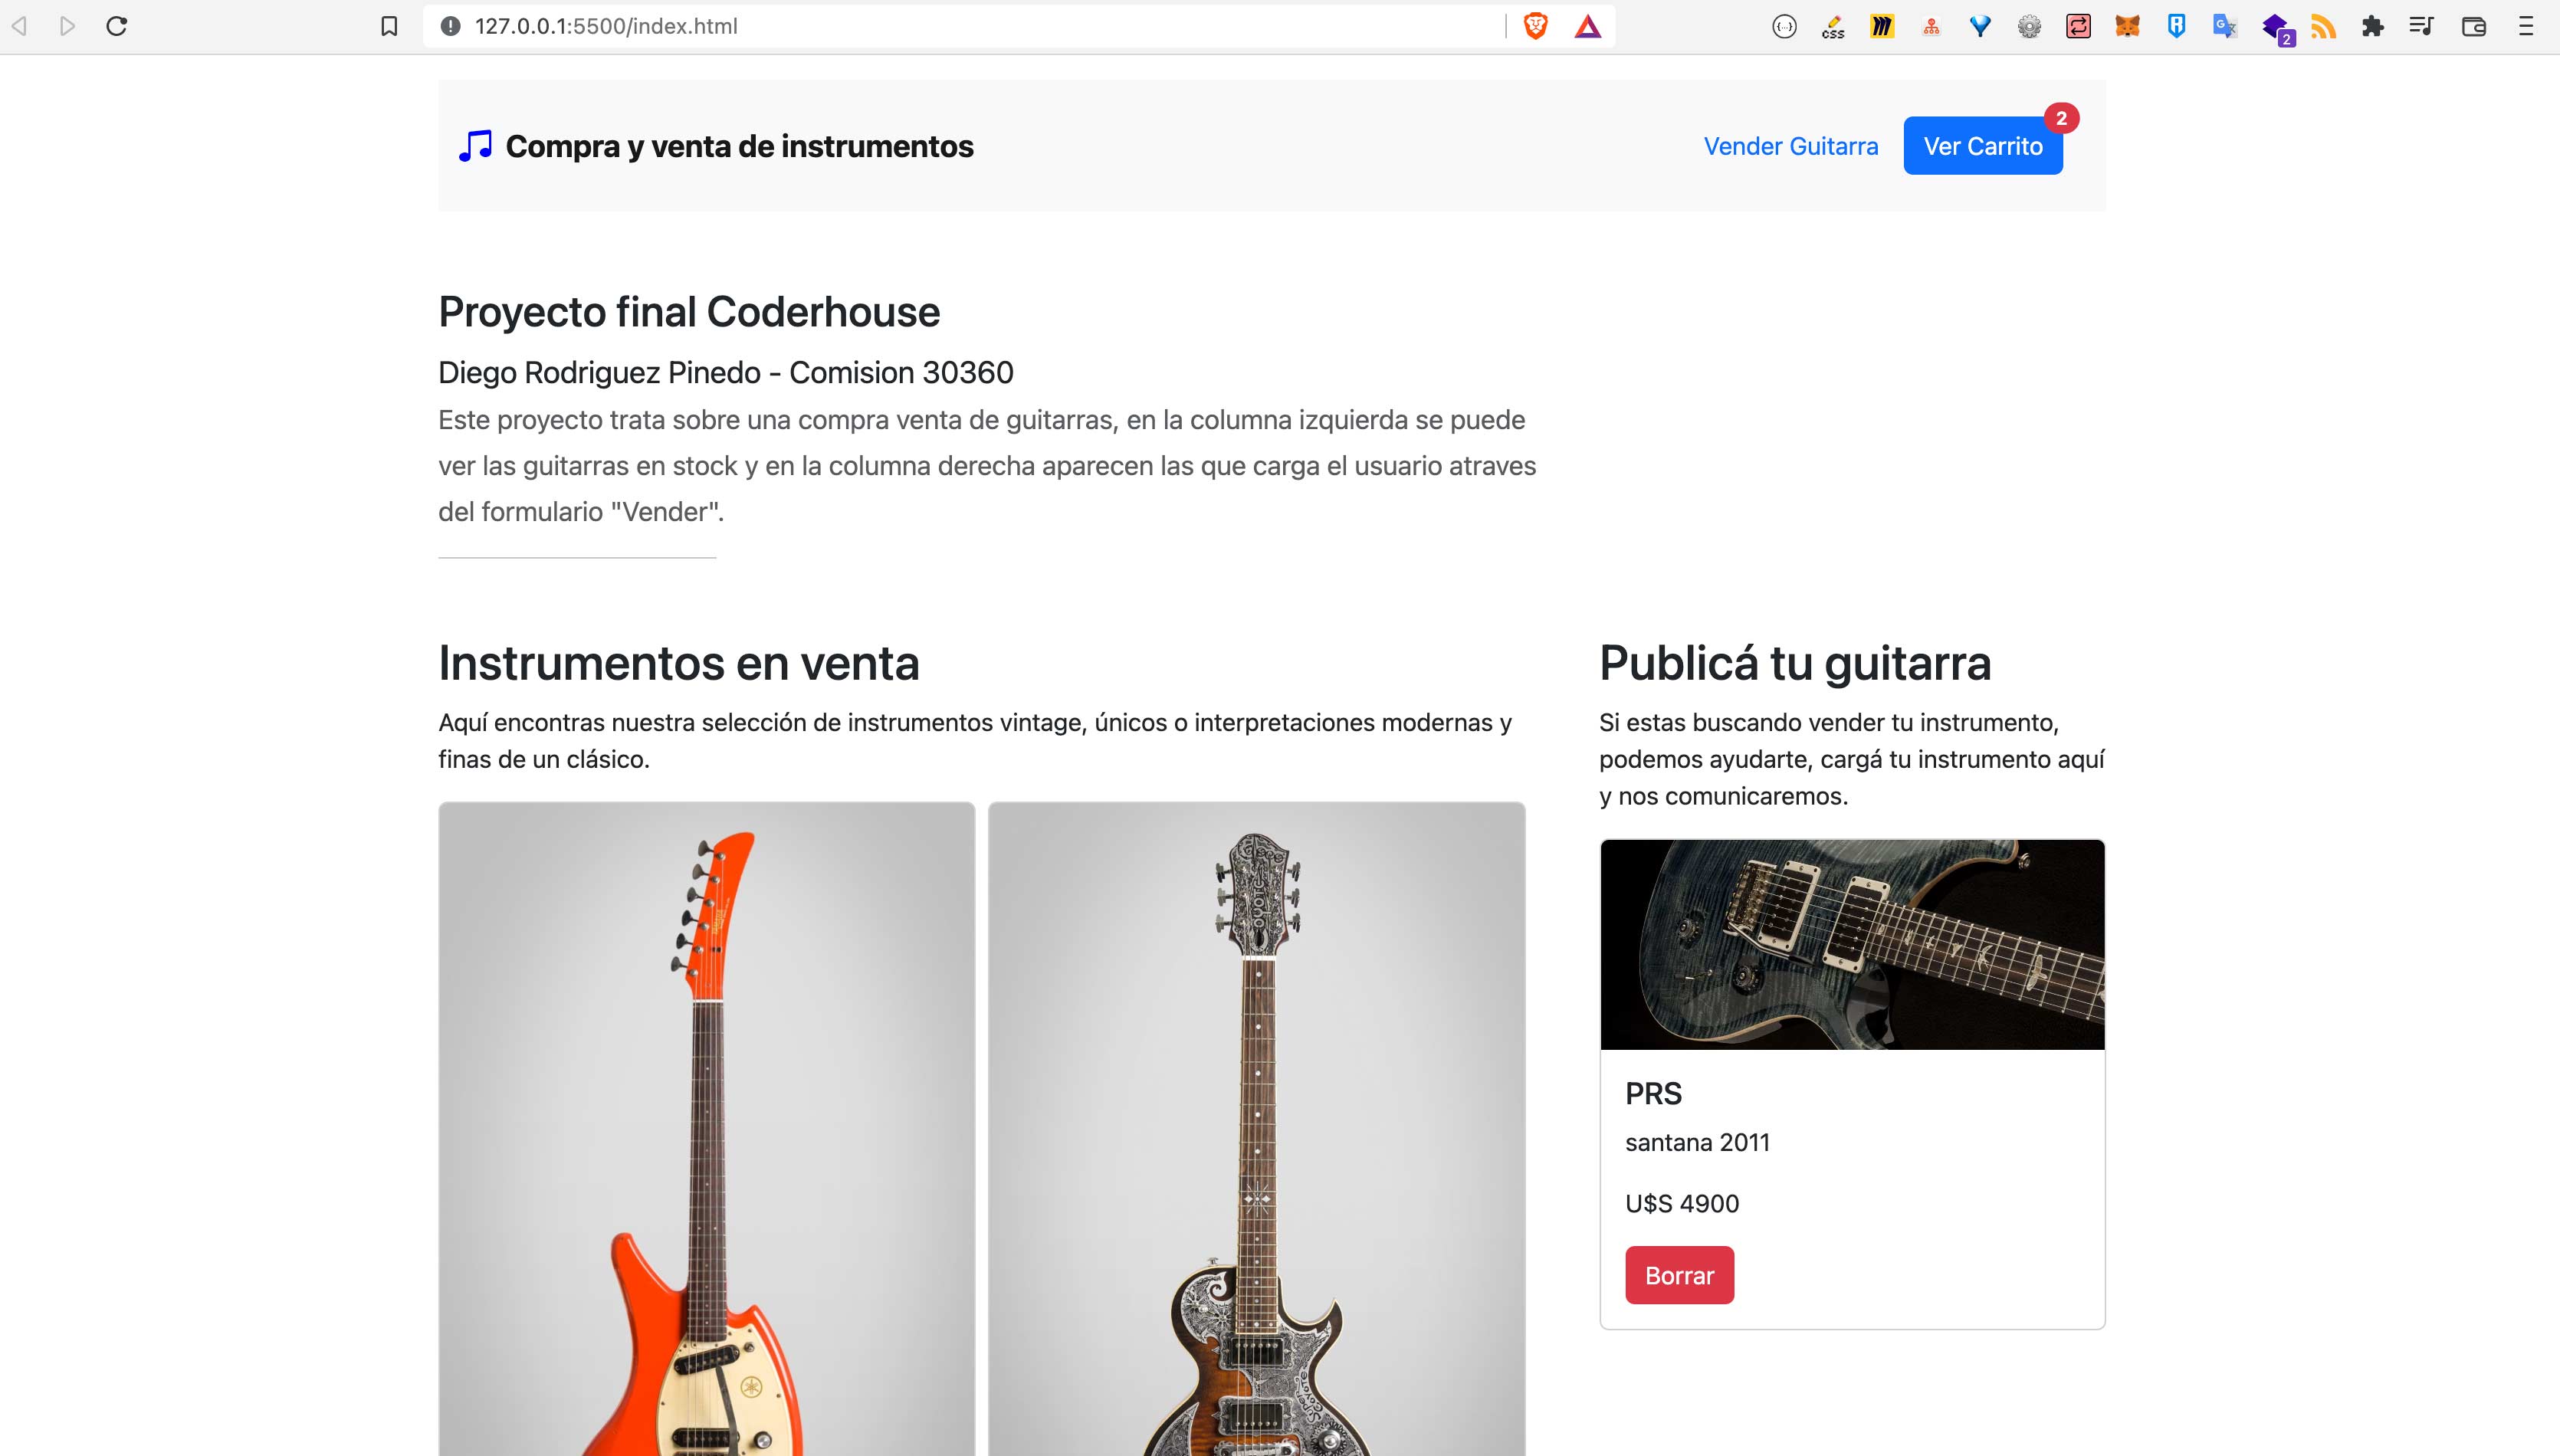 127.0.0.1:5500/index.html
css
2
Compra y venta de instrumentos
Vender Guitarra
Ver Carrito
2
Proyecto final Coderhouse
Diego Rodriguez Pinedo - Comision 30360
Este proyecto trata sobre una compra venta de guitarras, en la columna izquierda se puede
ver las guitarras en stock y en la columna derecha aparecen las que carga el usuario atraves
del formulario "Vender".
Instrumentos en venta
Aquí encontras nuestra selección de instrumentos vintage, únicos o interpretaciones modernas y
finas de un clásico.
Publicá tu guitarra
Si estas buscando vender tu instrumento,
podemos ayudarte, cargá tu instrumento aquí
y nos comunicaremos.
PRS
santana 2011
U$S 4900
Borrar